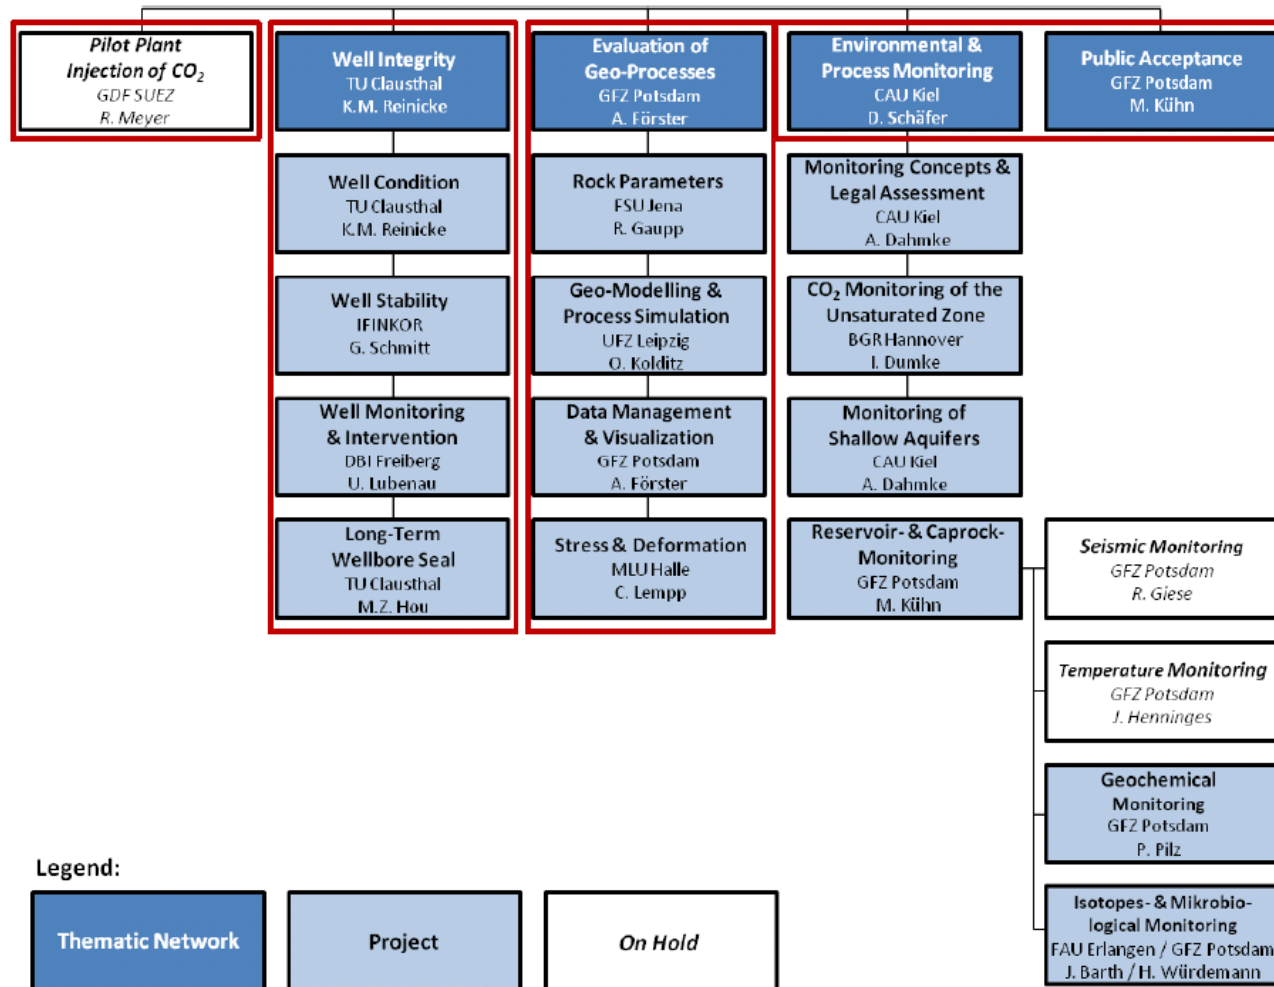 Pilot Plant
Injection of CO₂
GDF SUEZ
R. Meyer
Well Integrity
TU Clausthal
K.M. Reinicke
Evaluation of
Geo-Processes
GFZ Potsdam
A. Förster
Environmental &
Process Monitoring
CAU Kiel
D. Schäfer
Public Acceptance
GFZ Potsdam
M. Kühn
Well Condition
TU Clausthal
K.M. Reinicke
Rock Parameters
FSU Jena
R. Gaupp
Monitoring Concepts &
Legal Assessment
CAU Kiel
A. Dahmke
Well Stability
IFINKOR
G. Schmitt
Geo-Modelling &
Process Simulation
UFZ Leipzig
O. Kolditz
CO₂ Monitoring of the
Unsaturated Zone
BGR Hannover
I. Dumke
Well Monitoring
& Intervention
DBI Freiberg
U. Lubenau
Data Management
& Visualization
GFZ Potsdam
A. Förster
Monitoring of
Shallow Aquifers
CAU Kiel
A. Dahmke
Long-Term
Wellbore Seal
TU Clausthal
M.Z. Hou
Stress & Deformation
MLU Halle
C. Lempp
Reservoir- & Caprock-
Monitoring
GFZ Potsdam
M. Kühn
Seismic Monitoring
GFZ Potsdam
R. Giese
Temperature Monitoring
GFZ Potsdam
J. Henninges
Geochemical
Monitoring
GFZ Potsdam
P. Pilz
Isotopes- & Mikrobio-
logical Monitoring
FAU Erlangen / GFZ Potsdam
J. Barth / H. Würdemann
Legend:
Thematic Network
Project
On Hold